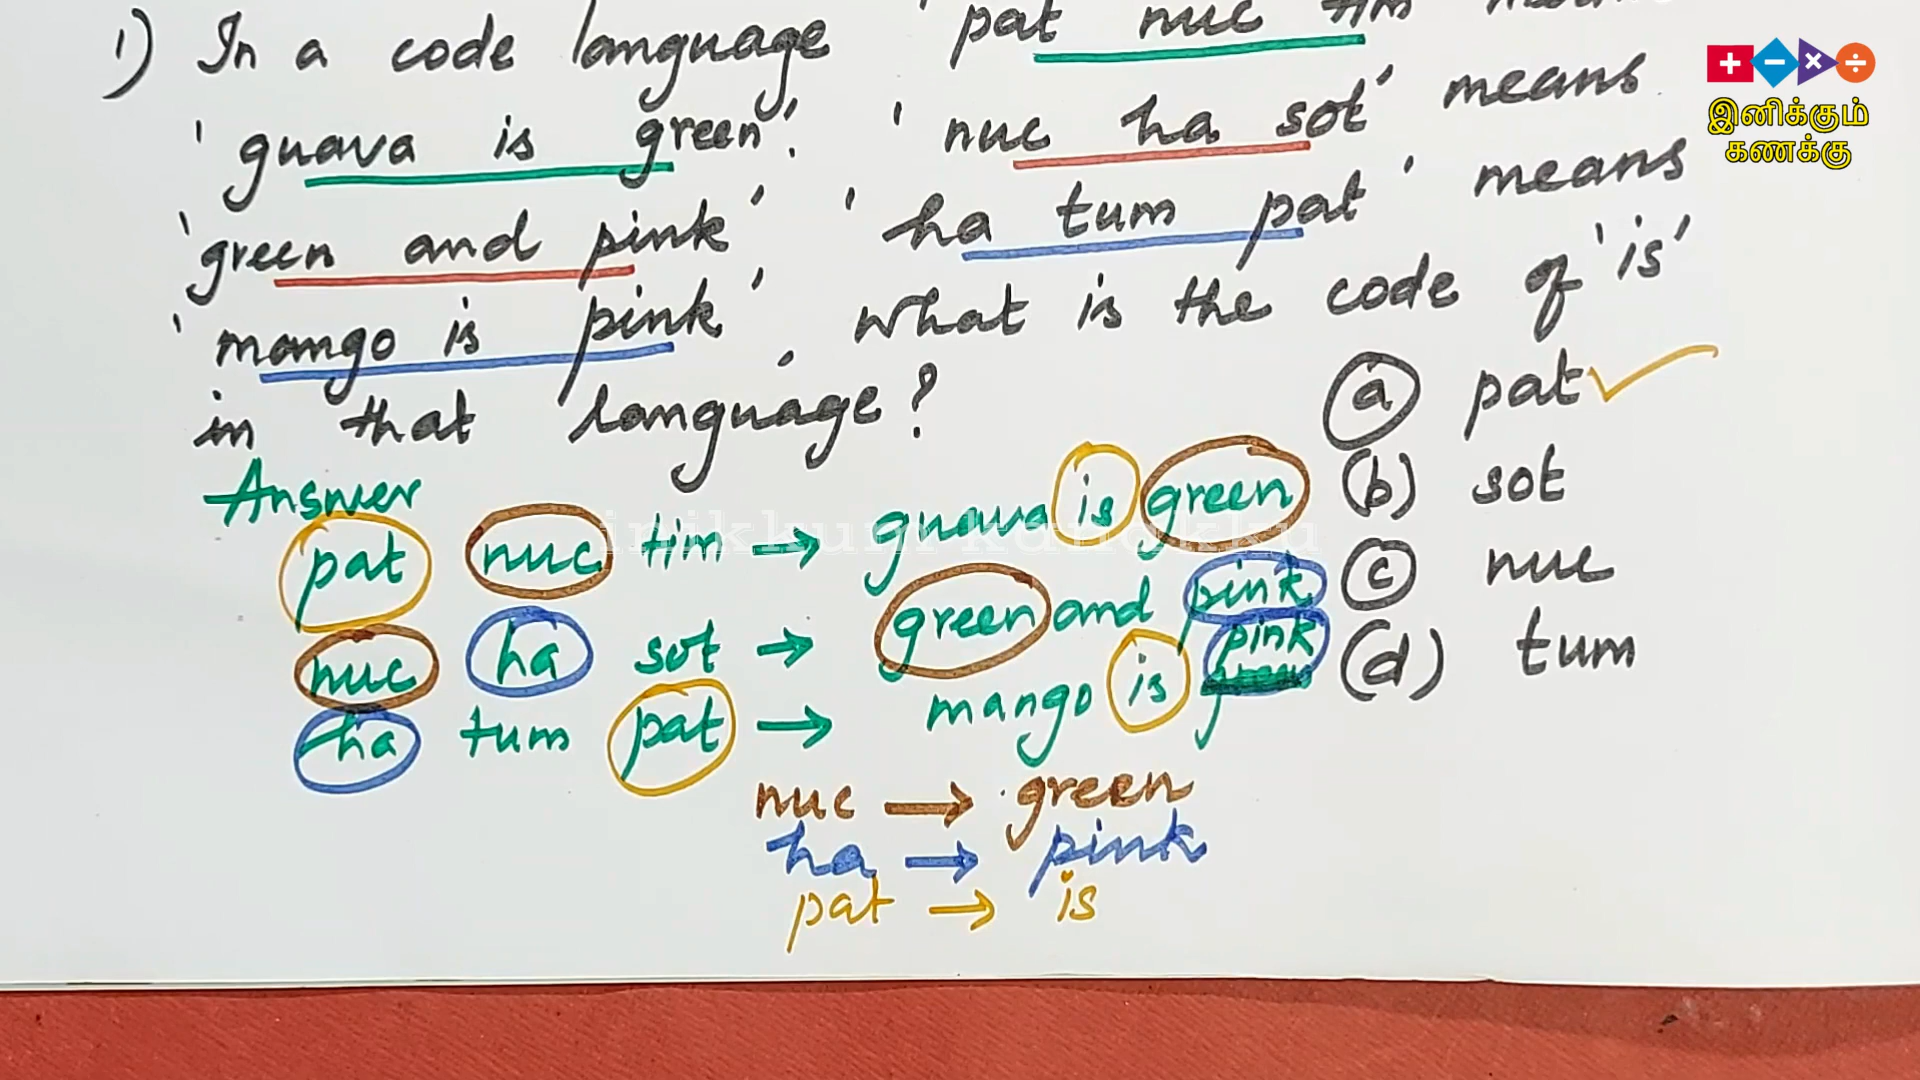 1) In a code language 'pat nuc tim
'guava is green'. 'nuc ha sot' means
'green and pink' 'ha tum pat' means
'mango is pink' what is the code of 'is'
in that language?
(a) pat ✓
(b) sot
(c) nuc
(d) tum
Answer
pat nuc tim → guava is green
nuc ha sot → green and pink
ha tum pat → mango is pink
nuc → green
ha → pink
pat → is
inikkum kanakku
+ − × ÷
இனிக்கும்
கணக்கு